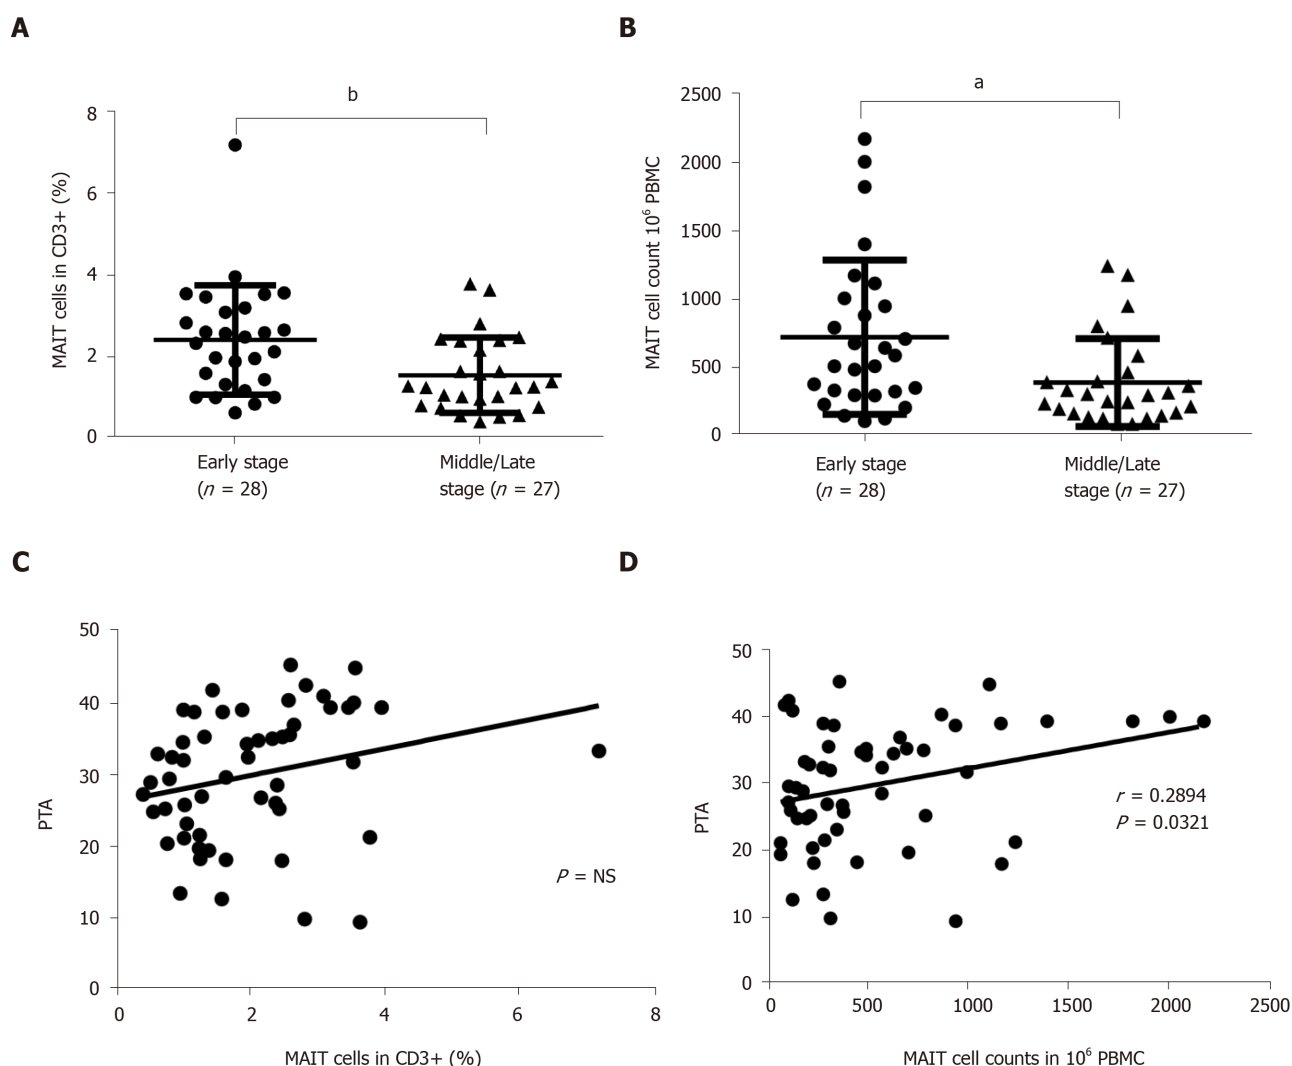 A
b
8
6
4
2
0
MAIT cells in CD3+ (%)
Early stage
(n = 28)
Middle/Late
stage (n = 27)
B
a
2500
2000
1500
1000
500
0
MAIT cell count 10⁶ PBMC
Early stage
(n = 28)
Middle/Late
stage (n = 27)
C
50
40
30
20
10
0
PTA
P = NS
0 2 4 6 8
MAIT cells in CD3+ (%)
D
50
40
30
20
10
0
PTA
r = 0.2894
P = 0.0321
0 500 1000 1500 2000 2500
MAIT cell counts in 10⁶ PBMC